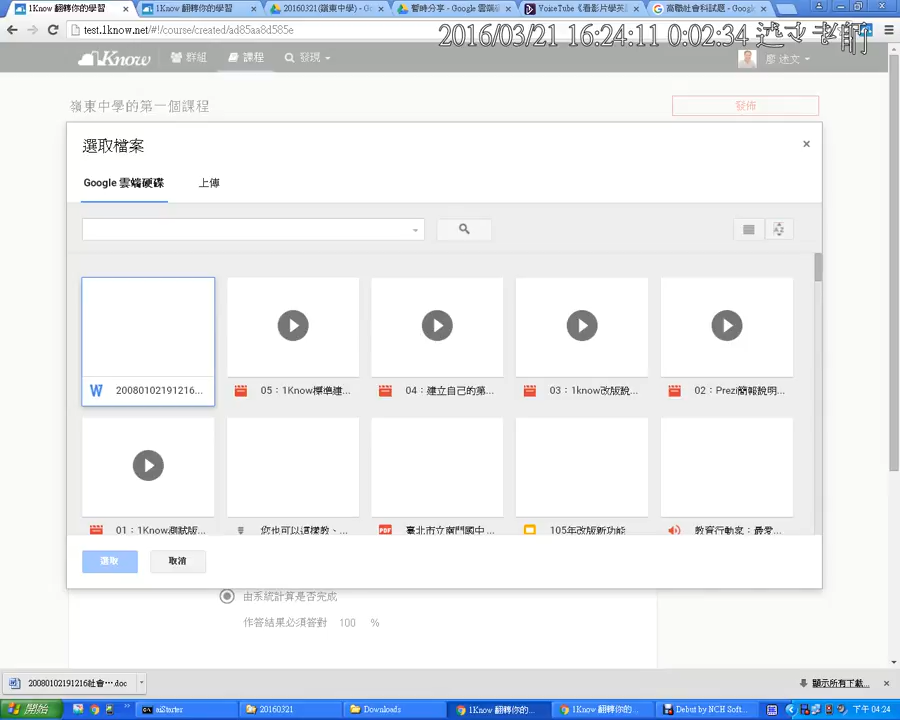 1Know 翻轉你的學習
1Know 翻轉你的學習
20160321(嶺東中學) - Go
暫時分享 - Google 雲端硬
VoiceTube《看影片學英
高職社會科試題 - Google
test.1know.net/#!/course/created/ad85aa8d585e
2016/03/21 16:24:11 0:02:34
1Know
群組
課程
發現
廖 述文
嶺東中學的第一個課程
發佈
選取檔案
Google 雲端硬碟
上傳
20080102191216...
05：1Know標準建...
04：建立自己的第...
03：1know改版說...
02：Prezi簡報說明...
01：1Know測試版...
你也可以這樣教、...
臺北市立南門國中 ...
105年改版新功能
教育行動家：最愛...
選取
取消
由系統計算是否完成
作答結果必須答對 100 %
20080102191216社會....doc
顯示所有下載...
開始
aiStarter
20160321
Downloads
1Know 翻轉你的...
1Know 翻轉你的...
Debut by NCH Soft...
下午 04:24